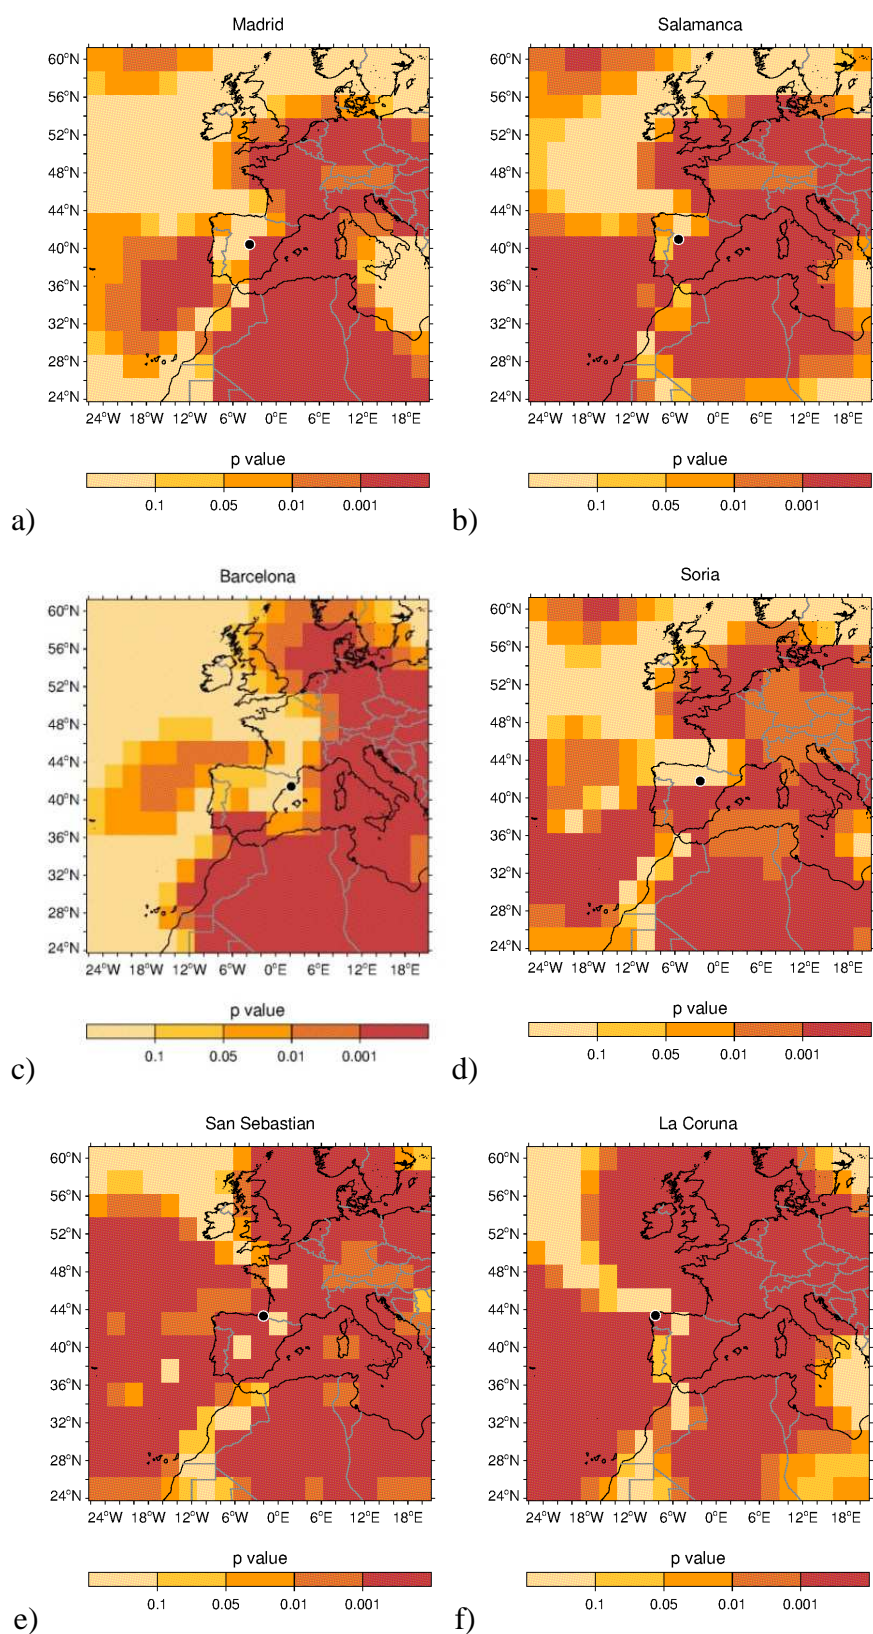 Madrid
60°N
56°N
52°N
48°N
44°N
40°N
36°N
32°N
28°N
24°N
24°W 18°W 12°W 6°W 0°E 6°E 12°E 18°E
p value
0.1 0.05 0.01 0.001
a)
Salamanca
60°N
56°N
52°N
48°N
44°N
40°N
36°N
32°N
28°N
24°N
24°W 18°W 12°W 6°W 0°E 6°E 12°E 18°E
p value
0.1 0.05 0.01 0.001
b)
Barcelona
60°N
56°N
52°N
48°N
44°N
40°N
36°N
32°N
28°N
24°N
24°W 18°W 12°W 6°W 0°E 6°E 12°E 18°E
p value
0.1 0.05 0.01 0.001
c)
Soria
60°N
56°N
52°N
48°N
44°N
40°N
36°N
32°N
28°N
24°N
24°W 18°W 12°W 6°W 0°E 6°E 12°E 18°E
p value
0.1 0.05 0.01 0.001
d)
San Sebastian
60°N
56°N
52°N
48°N
44°N
40°N
36°N
32°N
28°N
24°N
24°W 18°W 12°W 6°W 0°E 6°E 12°E 18°E
p value
0.1 0.05 0.01 0.001
e)
La Coruna
60°N
56°N
52°N
48°N
44°N
40°N
36°N
32°N
28°N
24°N
24°W 18°W 12°W 6°W 0°E 6°E 12°E 18°E
p value
0.1 0.05 0.01 0.001
f)